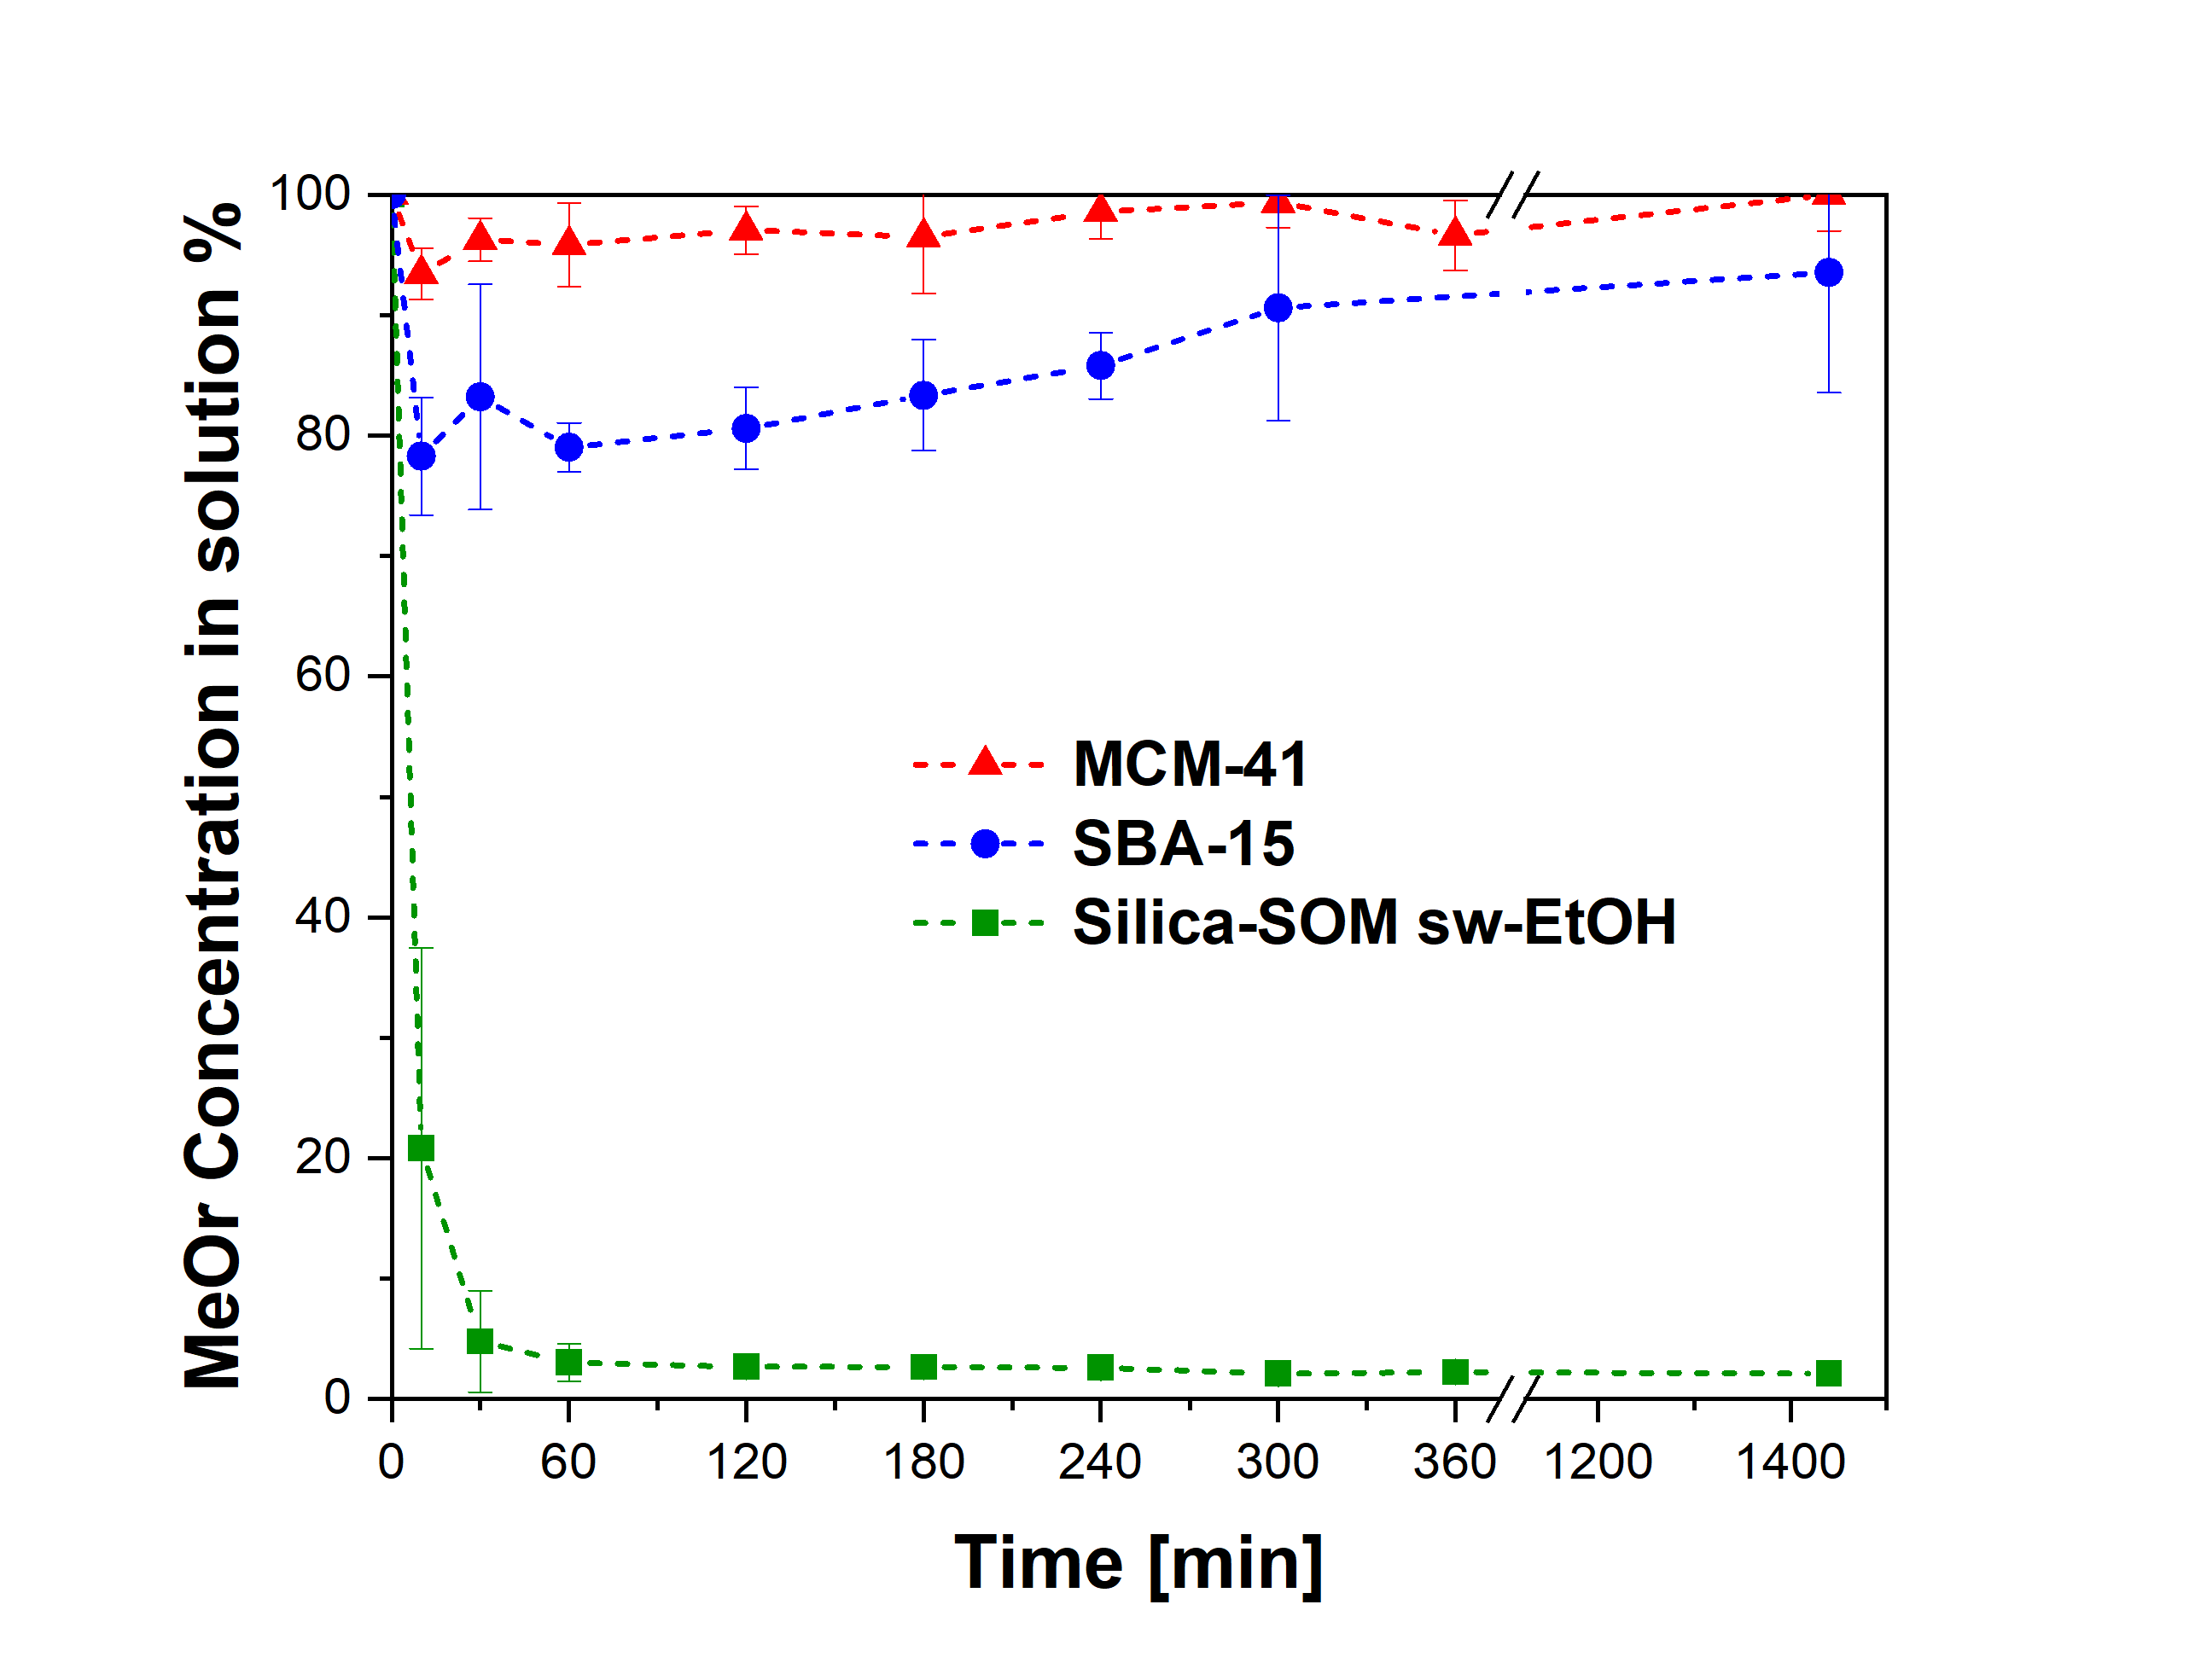 MeOr Concentration in solution %
100
80
60
40
20
0
MCM-41
SBA-15
Silica-SOM sw-EtOH
0 60 120 180 240 300 360 1200 1400
Time [min]